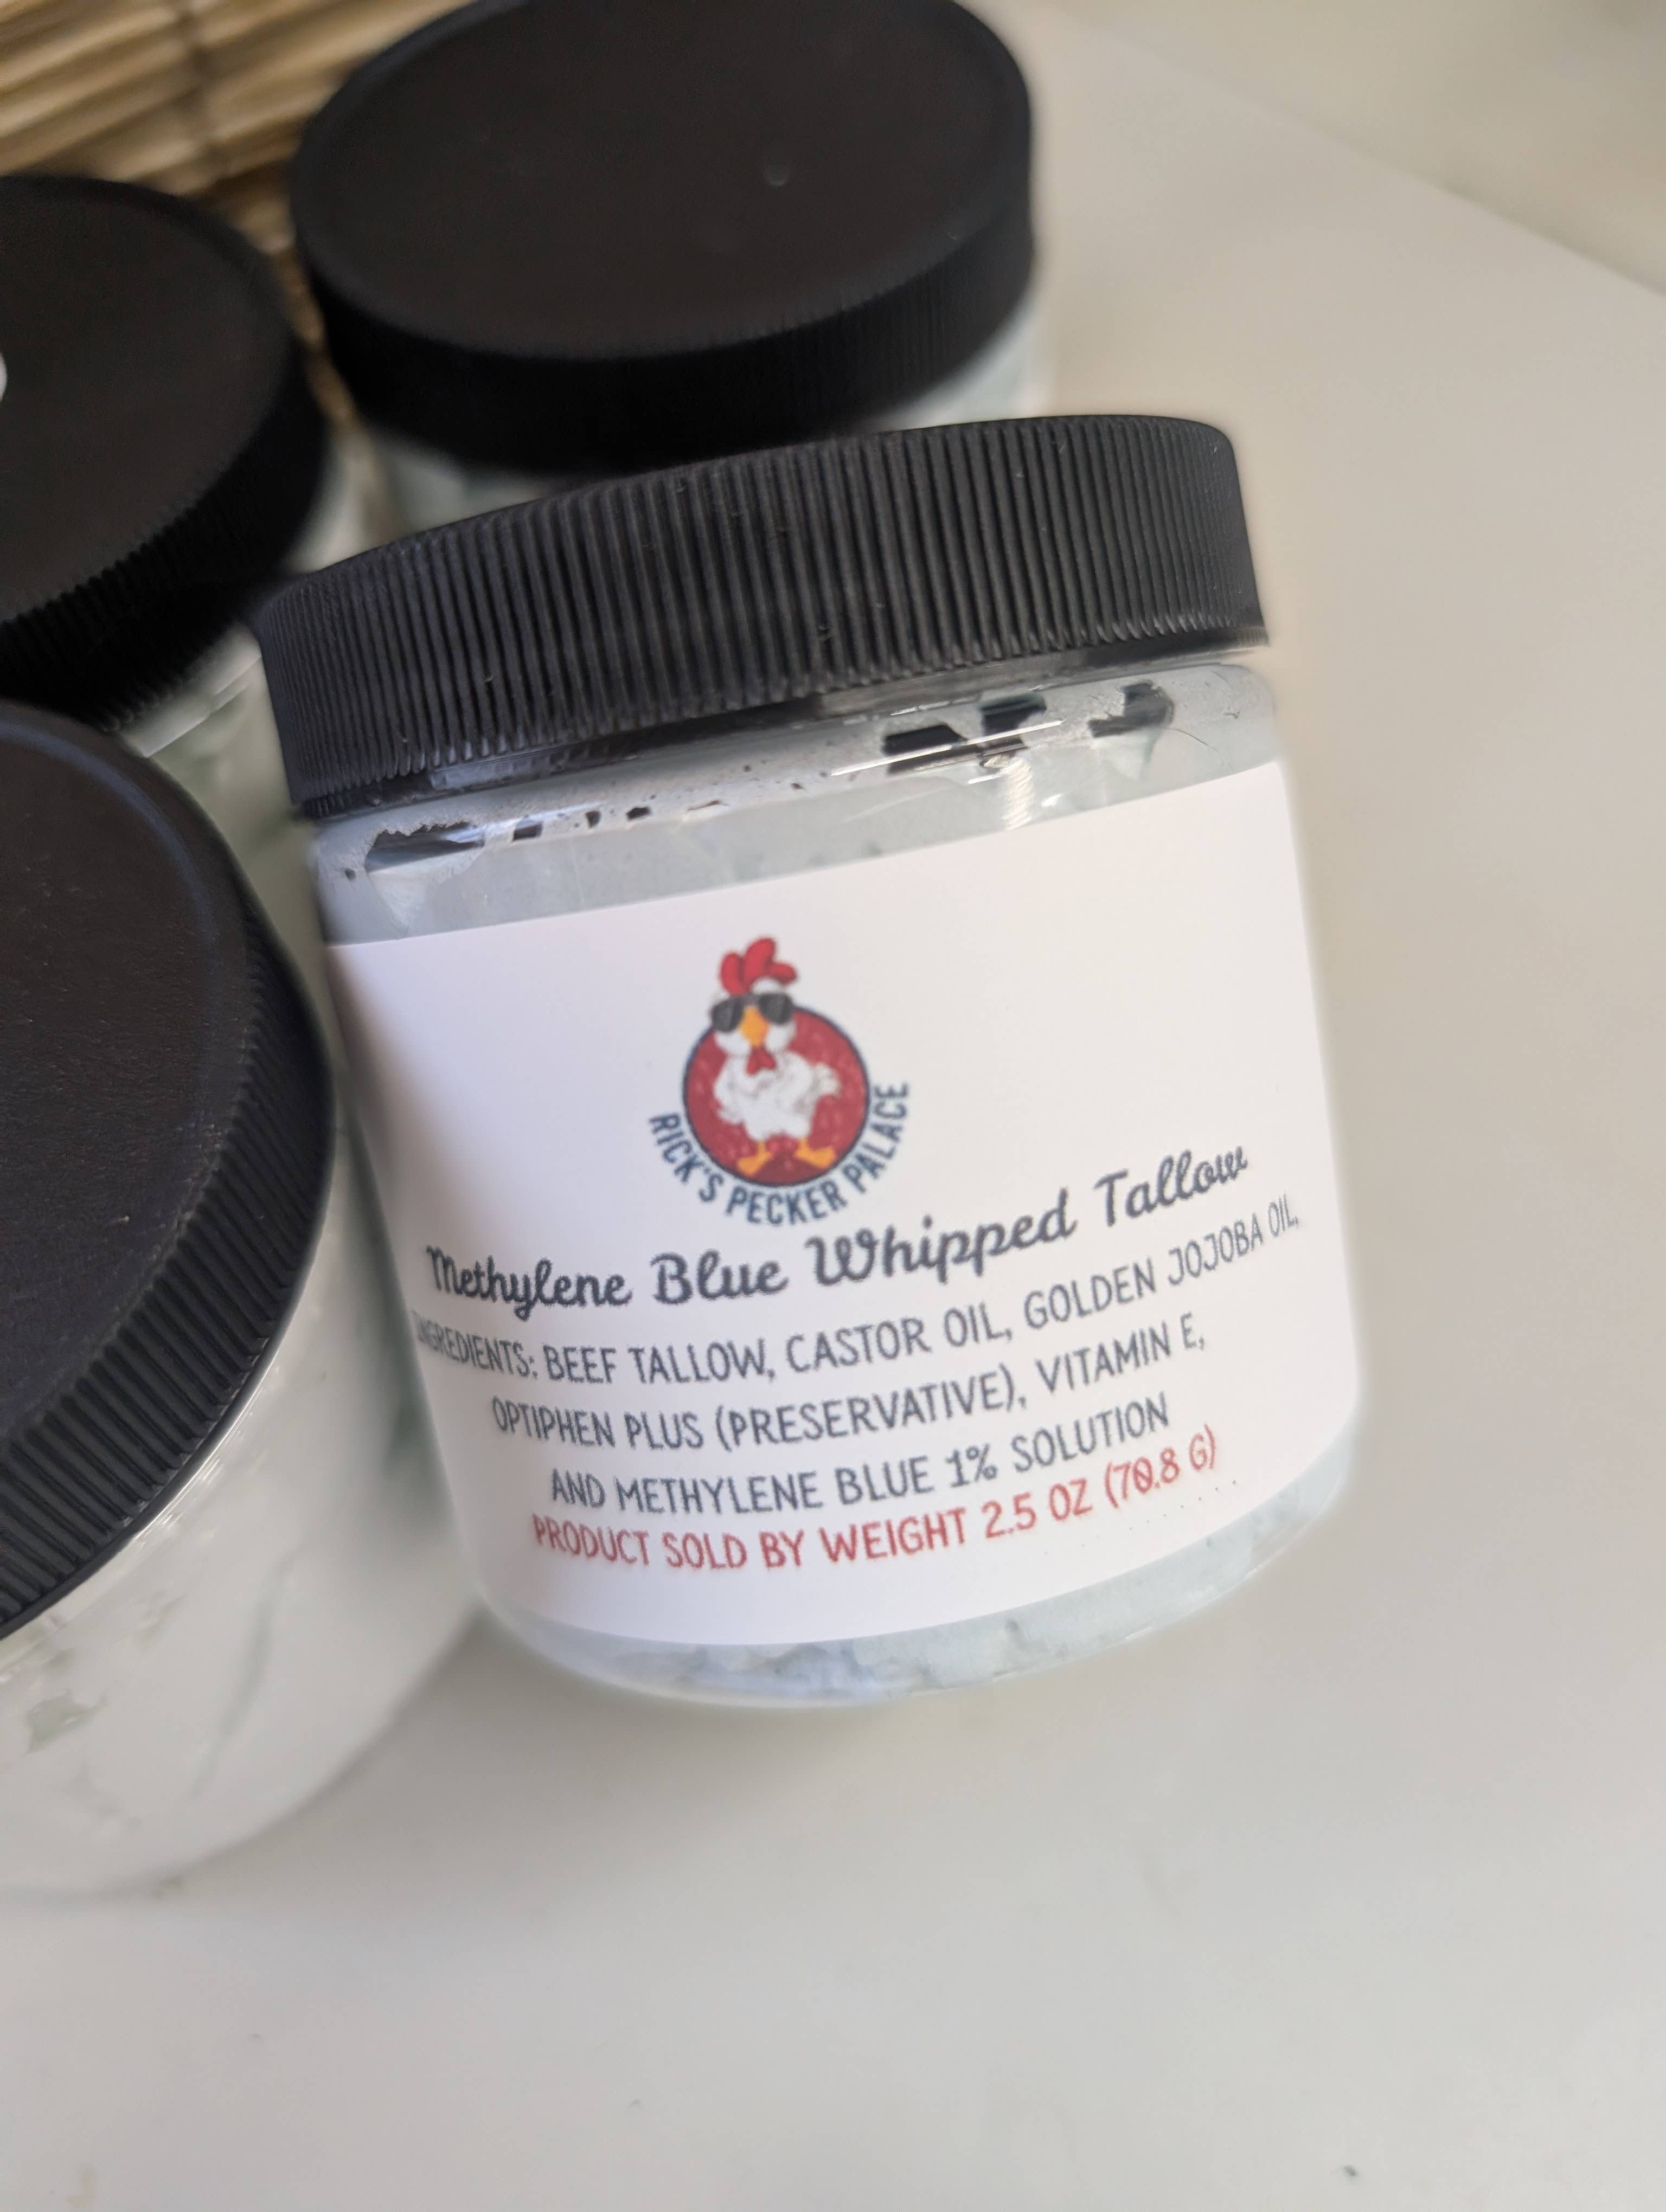 RICK'S PECKER PALACE
Methylene Blue Whipped Tallow
INGREDIENTS: BEEF TALLOW, CASTOR OIL, GOLDEN JOJOBA OIL,
OPTIPHEN PLUS (PRESERVATIVE), VITAMIN E,
AND METHYLENE BLUE 1% SOLUTION
PRODUCT SOLD BY WEIGHT 2.5 OZ (70.8 G)